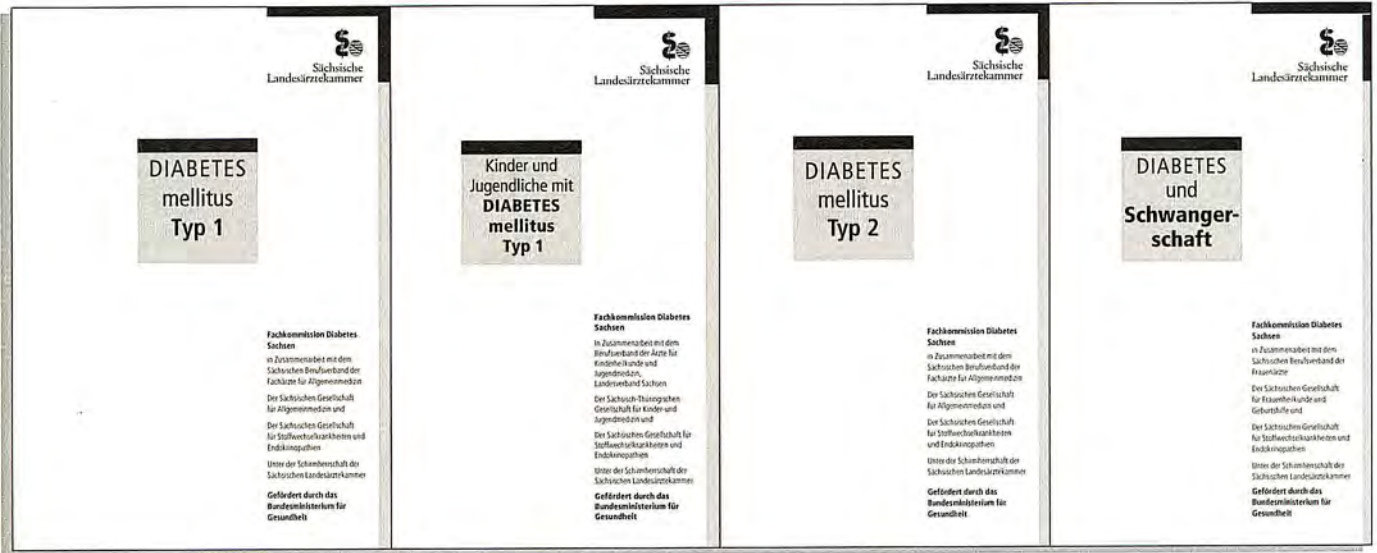 Sächsische
Landesärztekammer
DIABETES
mellitus
Typ 1
Fachkommission Diabetes
Sachsen
in Zusammenarbeit mit dem
Sächsischen Berufsverband der
Fachärzte für Allgemeinmedizin
Der Sächsischen Gesellschaft
für Allgemeinmedizin und
Der Sächsischen Gesellschaft
für Stoffwechselkrankheiten und
Endokrinopathien
Unter der Schirmherrschaft der
Sächsischen Landesärztekammer
Gefördert durch das
Bundesministerium für
Gesundheit
Sächsische
Landesärztekammer
Kinder und
Jugendliche mit
DIABETES
mellitus
Typ 1
Fachkommission Diabetes
Sachsen
In Zusammenarbeit mit dem
Berufsverband der Ärzte für
Kinderheilkunde und
Jugendmedizin,
Landesverband Sachsen
Der Sächsisch-Thüringischen
Gesellschaft für Kinder-und
Jugendmedizin und
Der Sächsischen Gesellschaft für
Stoffwechselkrankheiten und
Endokrinopathien
Unter der Schirmherrschaft der
Sächsischen Landesärztekammer
Gefördert durch das
Bundesministerium für
Gesundheit
Sächsische
Landesärztekammer
DIABETES
mellitus
Typ 2
Fachkommission Diabetes
Sachsen
in Zusammenarbeit mit dem
Sächsischen Berufsverband der
Fachärzte für Allgemeinmedizin
Der Sächsischen Gesellschaft
für Allgemeinmedizin und
Der Sächsischen Gesellschaft
für Stoffwechselkrankheiten
und Endokrinopathien
Unter der Schirmherrschaft der
Sächsischen Landesärztekammer
Gefördert durch das
Bundesministerium für
Gesundheit
Sächsische
Landesärztekammer
DIABETES
und
Schwanger-
schaft
Fachkommission Diabetes
Sachsen
in Zusammenarbeit mit dem
Sächsischen Berufsverband der
Frauenärzte
Der Sächsischen Gesellschaft
für Frauenheilkunde und
Geburtshilfe und
Der Sächsischen Gesellschaft
für Stoffwechselkrankheiten und
Endokrinopathien
Unter der Schirmherrschaft der
Sächsischen Landesärztekammer
Gefördert durch das
Bundesministerium für
Gesundheit